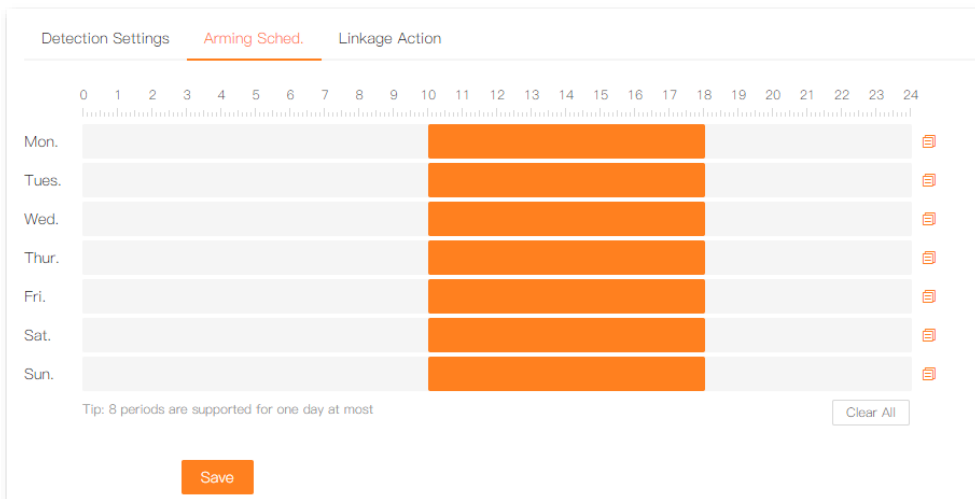 Detection Settings Arming Sched. Linkage Action
0 1 2 3 4 5 6 7 8 9 10 11 12 13 14 15 16 17 18 19 20 21 22 23 24
Mon.
Tues.
Wed.
Thur.
Fri.
Sat.
Sun.
Tip: 8 periods are supported for one day at most Clear All
Save